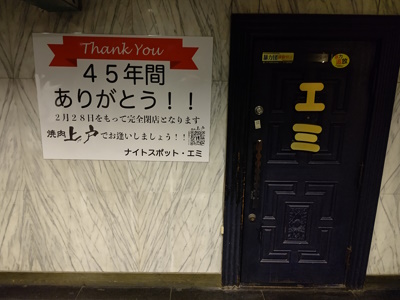 Thank You
45年間
ありがとう！！
2月28日をもって完全閉店となります
焼肉 上戸でお逢いしましょう！！
ナイトスポット・エミ
エミ